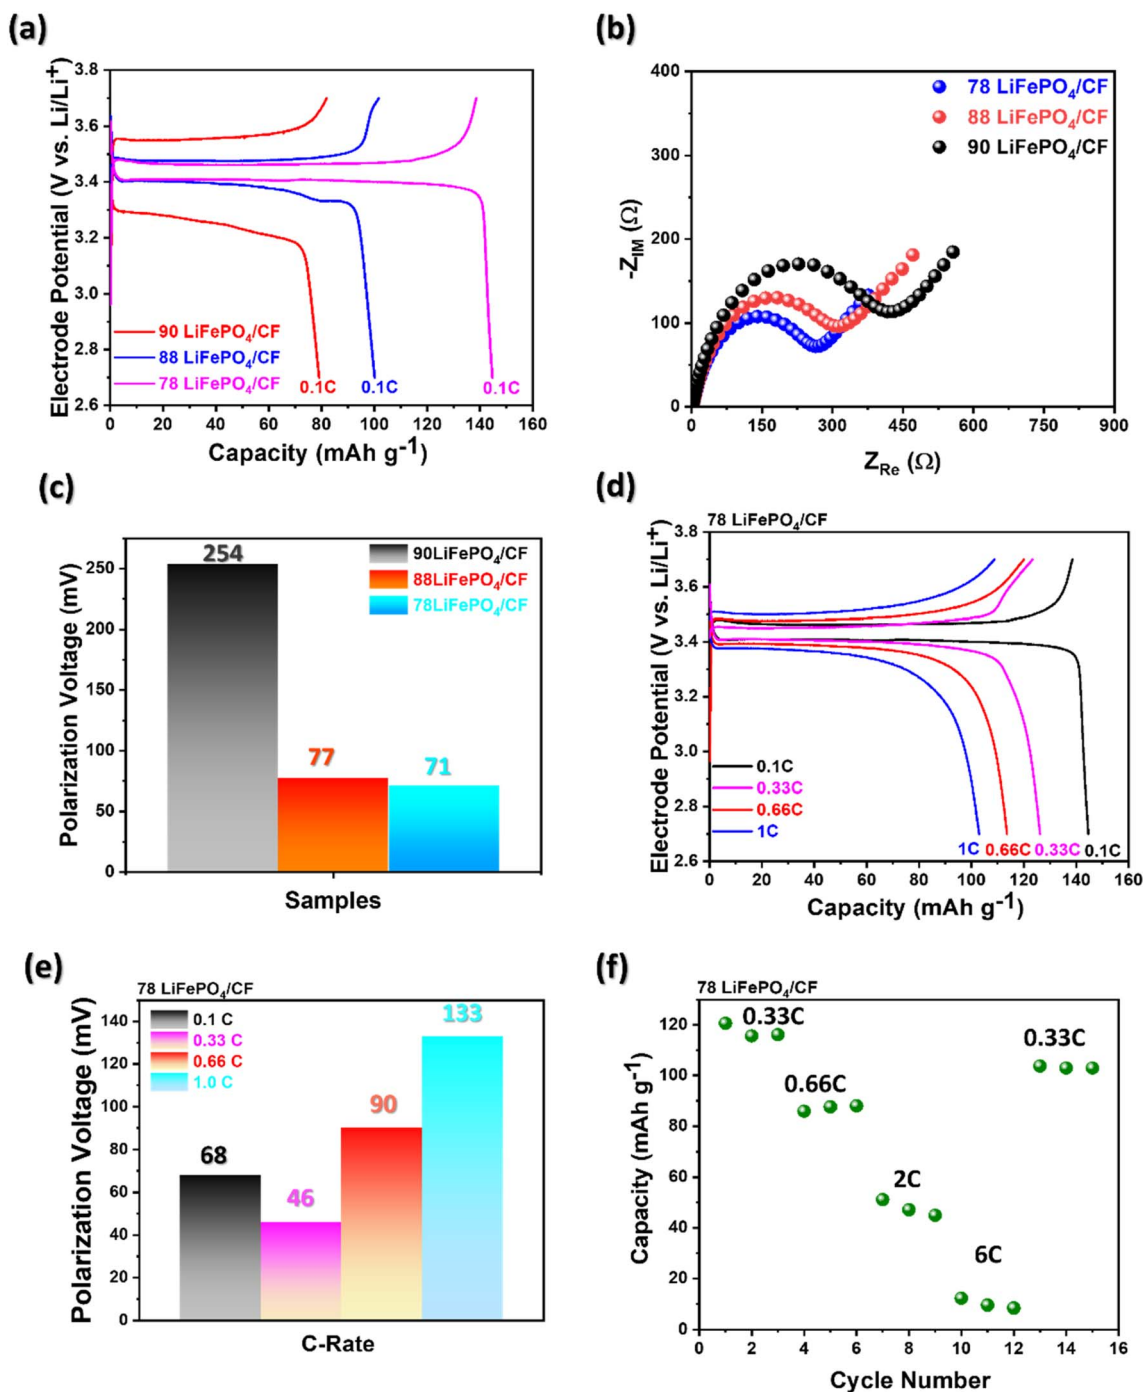 (a)
Electrode Potential (V vs. Li/Li⁺)
3.8
3.6
3.4
3.2
3.0
2.8
2.6
90 LiFePO₄/CF
88 LiFePO₄/CF
78 LiFePO₄/CF
0.1C
0.1C
0.1C
0 20 40 60 80 100 120 140 160
Capacity (mAh g⁻¹)
(b)
-Z_IM (Ω)
400
300
200
100
0
78 LiFePO₄/CF
88 LiFePO₄/CF
90 LiFePO₄/CF
0 150 300 450 600 750 900
Z_Re (Ω)
(c)
Polarization Voltage (mV)
250
200
150
100
50
0
254
77
71
90LiFePO₄/CF
88LiFePO₄/CF
78LiFePO₄/CF
Samples
(d)
78 LiFePO₄/CF
Electrode Potential (V vs. Li/Li⁺)
3.8
3.6
3.4
3.2
3.0
2.8
2.6
0.1C
0.33C
0.66C
1C
1C 0.66C 0.33C 0.1C
0 20 40 60 80 100 120 140 160
Capacity (mAh g⁻¹)
(e)
78 LiFePO₄/CF
Polarization Voltage (mV)
140
120
100
80
60
40
20
0
0.1 C
0.33 C
0.66 C
1.0 C
68
46
90
133
C-Rate
(f)
78 LiFePO₄/CF
Capacity (mAh g⁻¹)
120
100
80
60
40
20
0
0.33C
0.66C
2C
6C
0.33C
0 2 4 6 8 10 12 14 16
Cycle Number